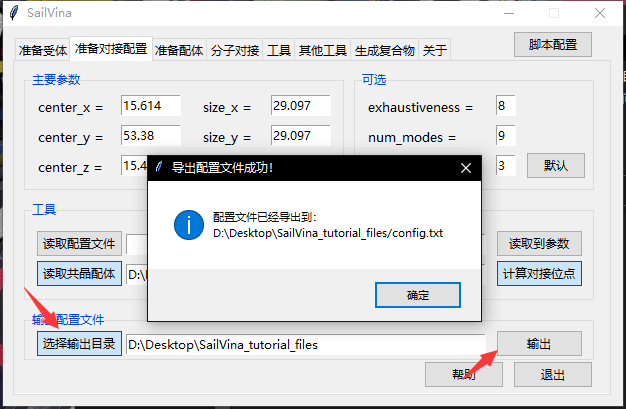 SailVina
准备受体 准备对接配置 准备配体 分子对接 工具 其他工具 生成复合物 关于
脚本配置
主要参数
center_x = 15.614 size_x = 29.097
center_y = 53.38 size_y = 29.097
center_z = 15.4
可选
exhaustiveness = 8
num_modes = 9
3 默认
导出配置文件成功!
配置文件已经导出到:
D:\Desktop\SailVina_tutorial_files/config.txt
确定
工具
读取配置文件 读取到参数
读取共晶配体 D:\ 计算对接位点
输出配置文件
选择输出目录 D:\Desktop\SailVina_tutorial_files 输出
帮助 退出